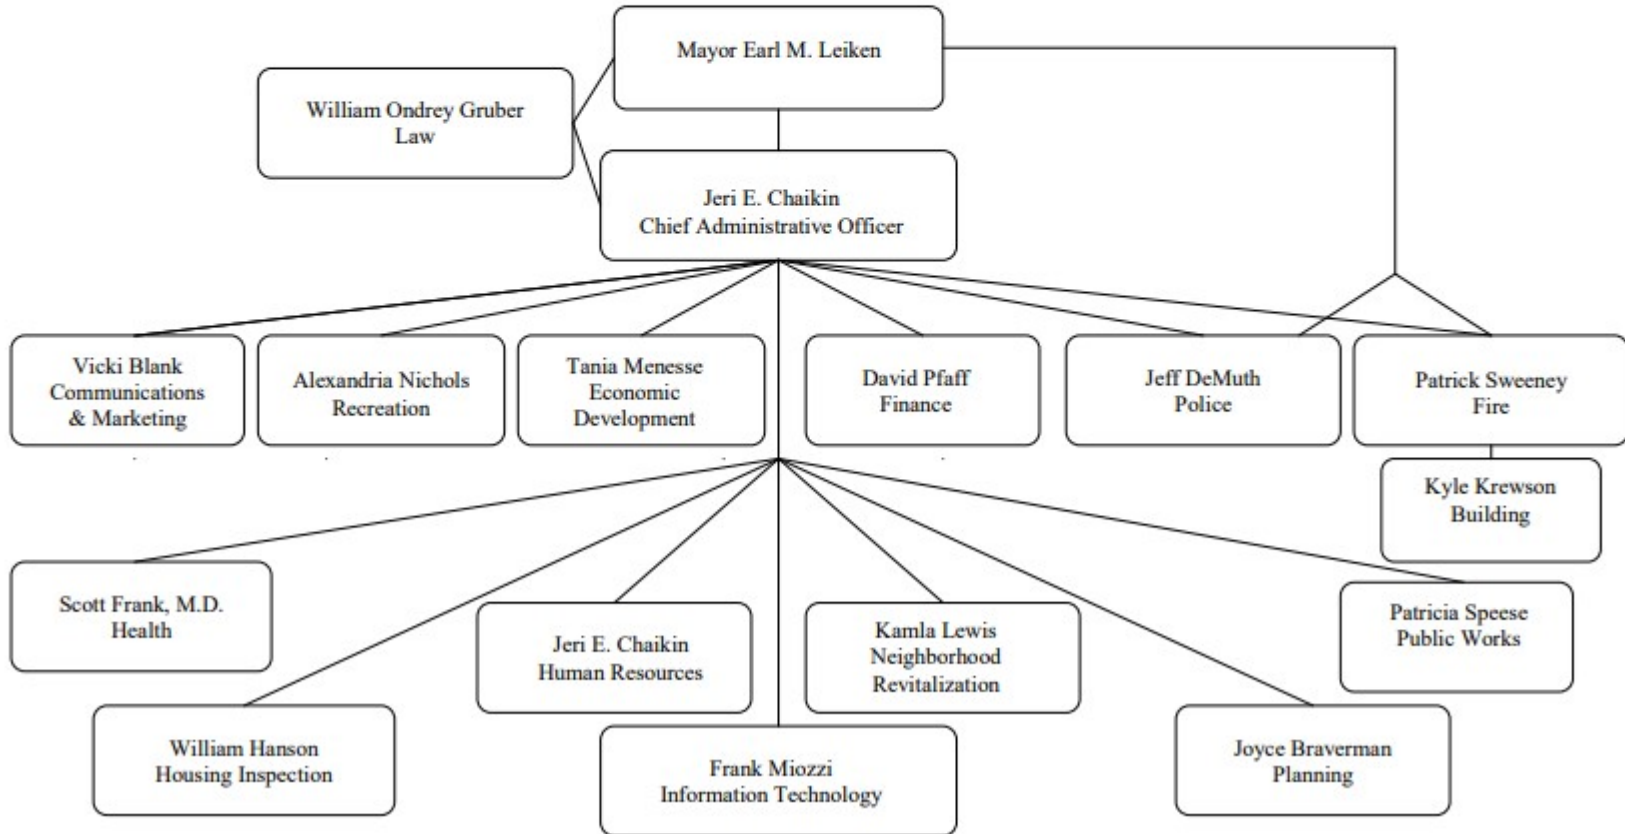 Mayor Earl M. Leiken
William Ondrey Gruber
Law
Jeri E. Chaikin
Chief Administrative Officer
Vicki Blank
Communications
& Marketing
Alexandria Nichols
Recreation
Tania Menesse
Economic
Development
David Pfaff
Finance
Jeff DeMuth
Police
Patrick Sweeney
Fire
Kyle Krewson
Building
Scott Frank, M.D.
Health
Jeri E. Chaikin
Human Resources
Kamla Lewis
Neighborhood
Revitalization
Patricia Speese
Public Works
William Hanson
Housing Inspection
Frank Miozzi
Information Technology
Joyce Braverman
Planning